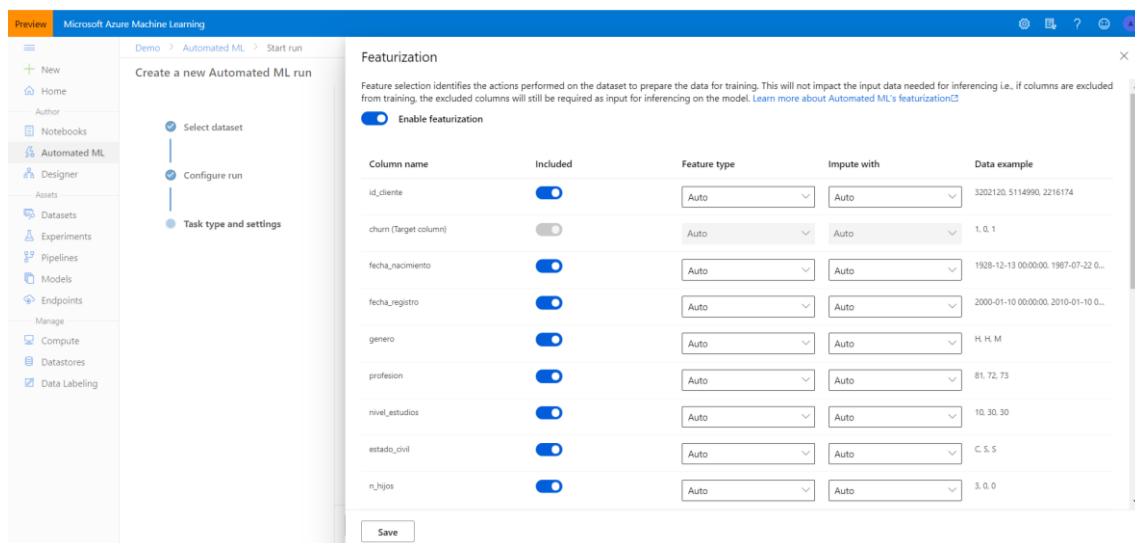 Preview Microsoft Azure Machine Learning
New
Home
Author
Notebooks
Automated ML
Designer
Assets
Datasets
Experiments
Pipelines
Models
Endpoints
Manage
Compute
Datastores
Data Labeling
Demo > Automated ML > Start run
Create a new Automated ML run
Select dataset
Configure run
Task type and settings
Featurization
Feature selection identifies the actions performed on the dataset to prepare the data for training. This will not impact the input data needed for inferencing i.e., if columns are excluded
from training, the excluded columns will still be required as input for inferencing on the model. Learn more about Automated ML's featurization
Enable featurization
Column name Included Feature type Impute with Data example
id_cliente Auto Auto 3202120, 5114990, 2216174
churn (Target column) Auto Auto 1, 0, 1
fecha_nacimiento Auto Auto 1928-12-13 00:00:00, 1987-07-22 0...
fecha_registro Auto Auto 2000-01-10 00:00:00, 2010-01-10 0...
genero Auto Auto H, H, M
profesion Auto Auto 81, 72, 73
nivel_estudios Auto Auto 10, 30, 30
estado_civil Auto Auto C, S, S
n_hijos Auto Auto 3, 0, 0
Save